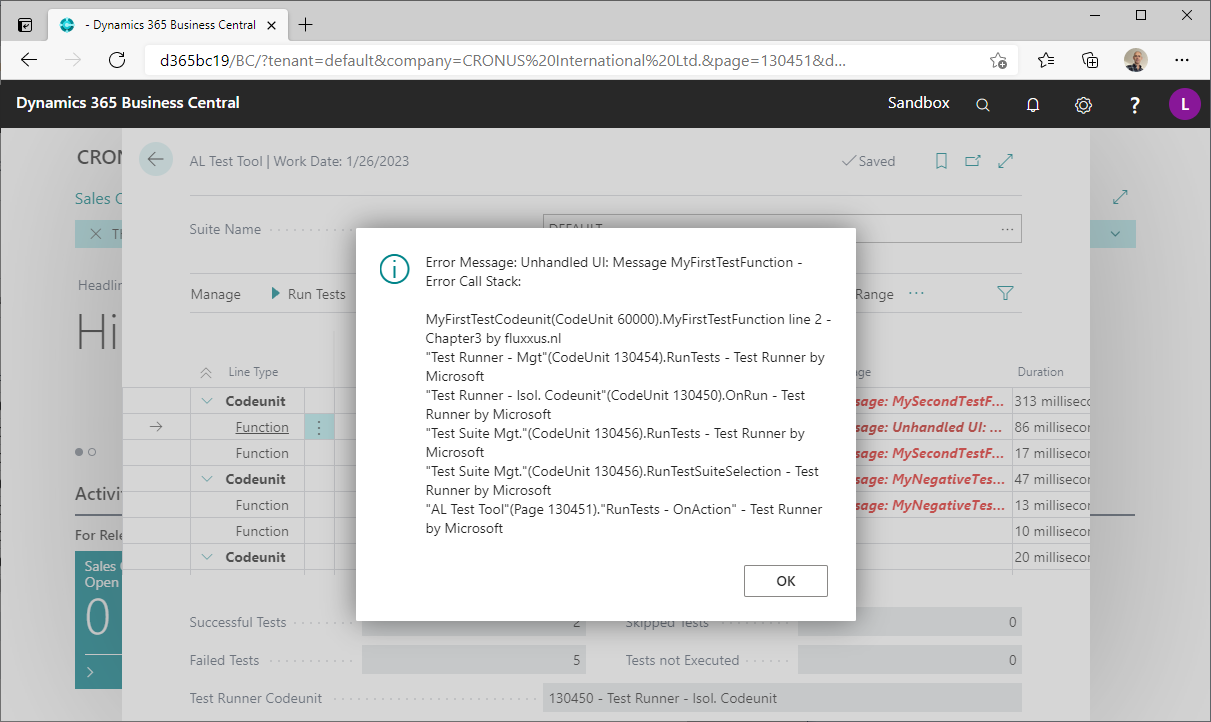 - Dynamics 365 Business Central
d365bc19/BC/?tenant=default&company=CRONUS%20International%20Ltd.&page=130451&d...
Dynamics 365 Business Central
Sandbox
?
L
CRON
AL Test Tool | Work Date: 1/26/2023
Saved
Sales
Suite Name
DEFAULT
Headlin
Manage
Run Tests
Range
Hi
Error Message: Unhandled UI: Message MyFirstTestFunction -
Error Call Stack:
MyFirstTestCodeunit(CodeUnit 60000).MyFirstTestFunction line 2 -
Chapter3 by fluxxus.nl
"Test Runner - Mgt"(CodeUnit 130454).RunTests - Test Runner by
Microsoft
"Test Runner - Isol. Codeunit"(CodeUnit 130450).OnRun - Test
Runner by Microsoft
"Test Suite Mgt."(CodeUnit 130456).RunTests - Test Runner by
Microsoft
"Test Suite Mgt."(CodeUnit 130456).RunTestSuiteSelection - Test
Runner by Microsoft
"AL Test Tool"(Page 130451)."RunTests - OnAction" - Test Runner
by Microsoft
OK
Line Type
age
Duration
Codeunit
sage: MySecondTestF...
313 millisecon
Function
sage: Unhandled UI: ...
86 millisecon
Function
sage: MySecondTestF...
17 millisecon
Codeunit
sage: MyNegativeTes...
47 millisecon
Function
sage: MyNegativeTes...
13 millisecon
Function
10 millisecon
Codeunit
20 millisecon
Activi
For Rele
Sales
Open
0
Successful Tests
2
Skipped Tests
0
Failed Tests
5
Tests not Executed
0
Test Runner Codeunit
130450 - Test Runner - Isol. Codeunit